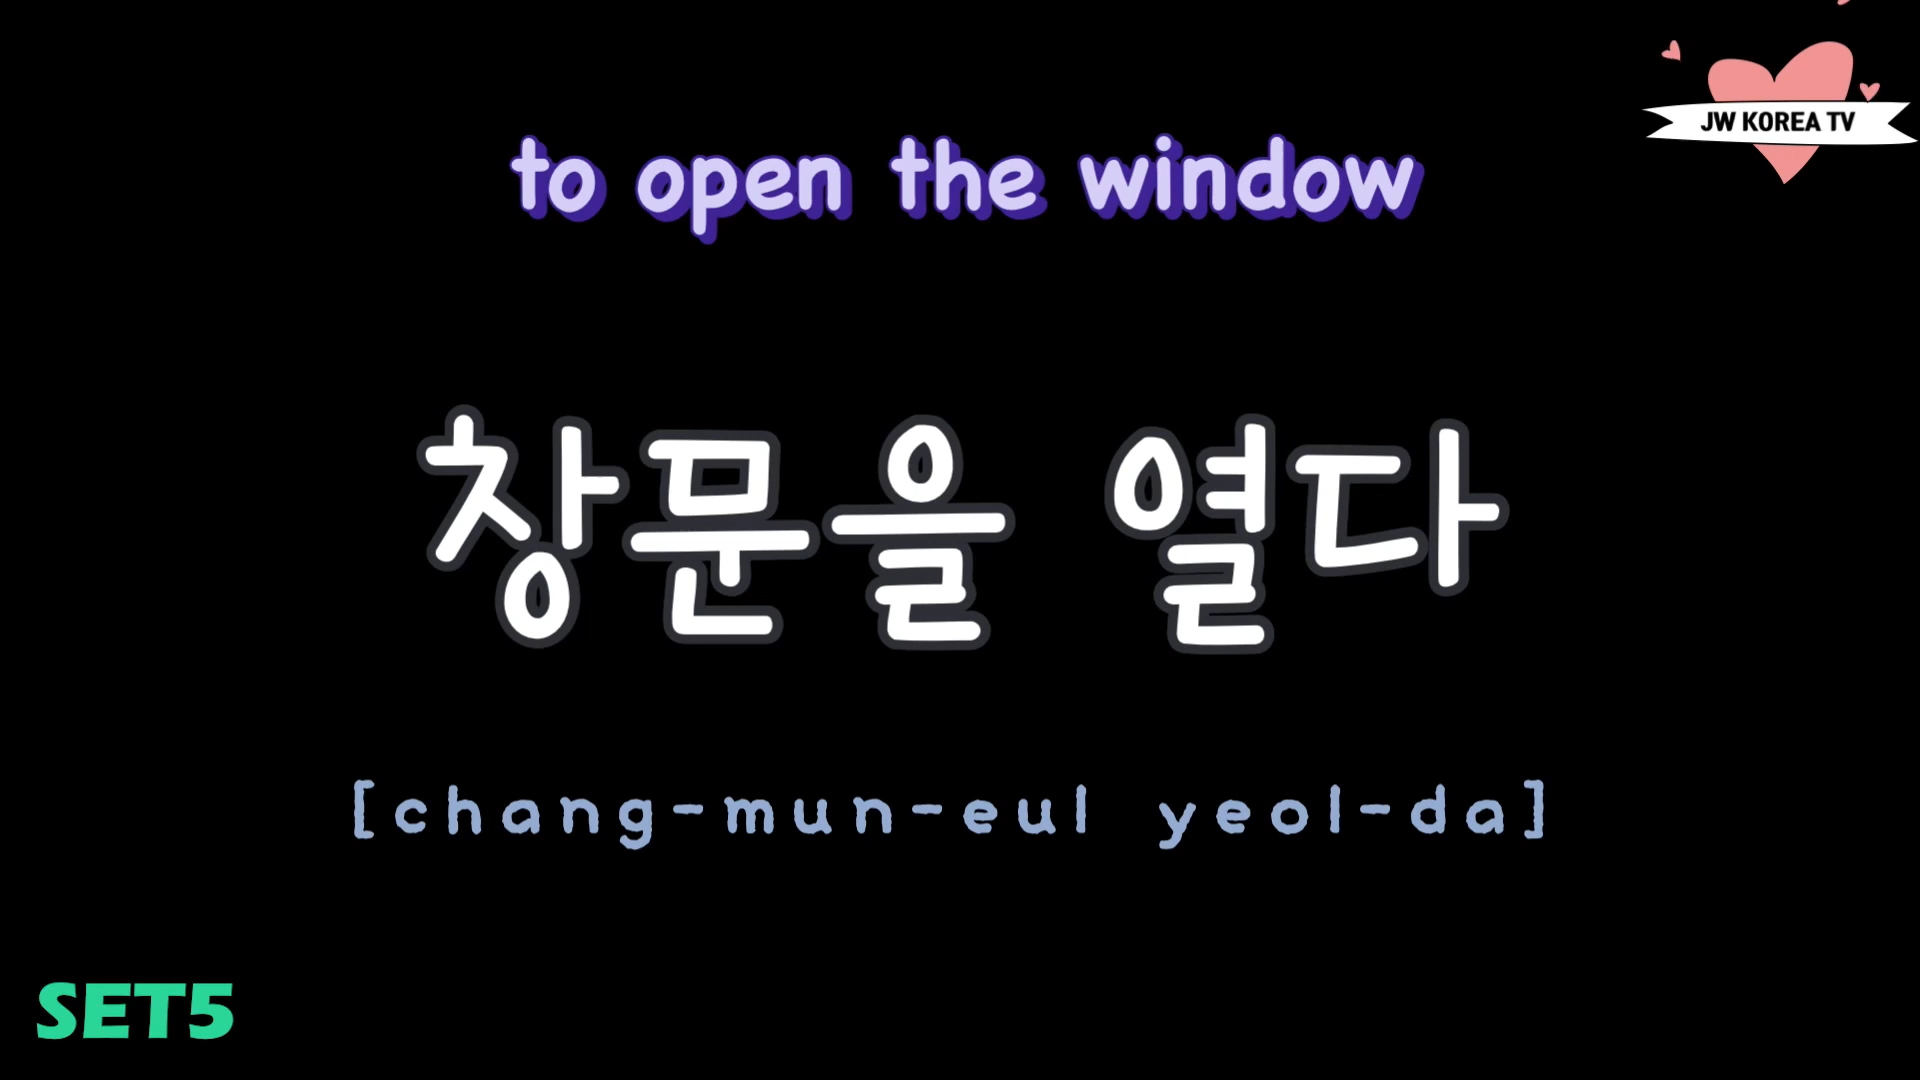 JW KOREA TV
to open the window
창문을 열다
[chang-mun-eul yeol-da]
SET5